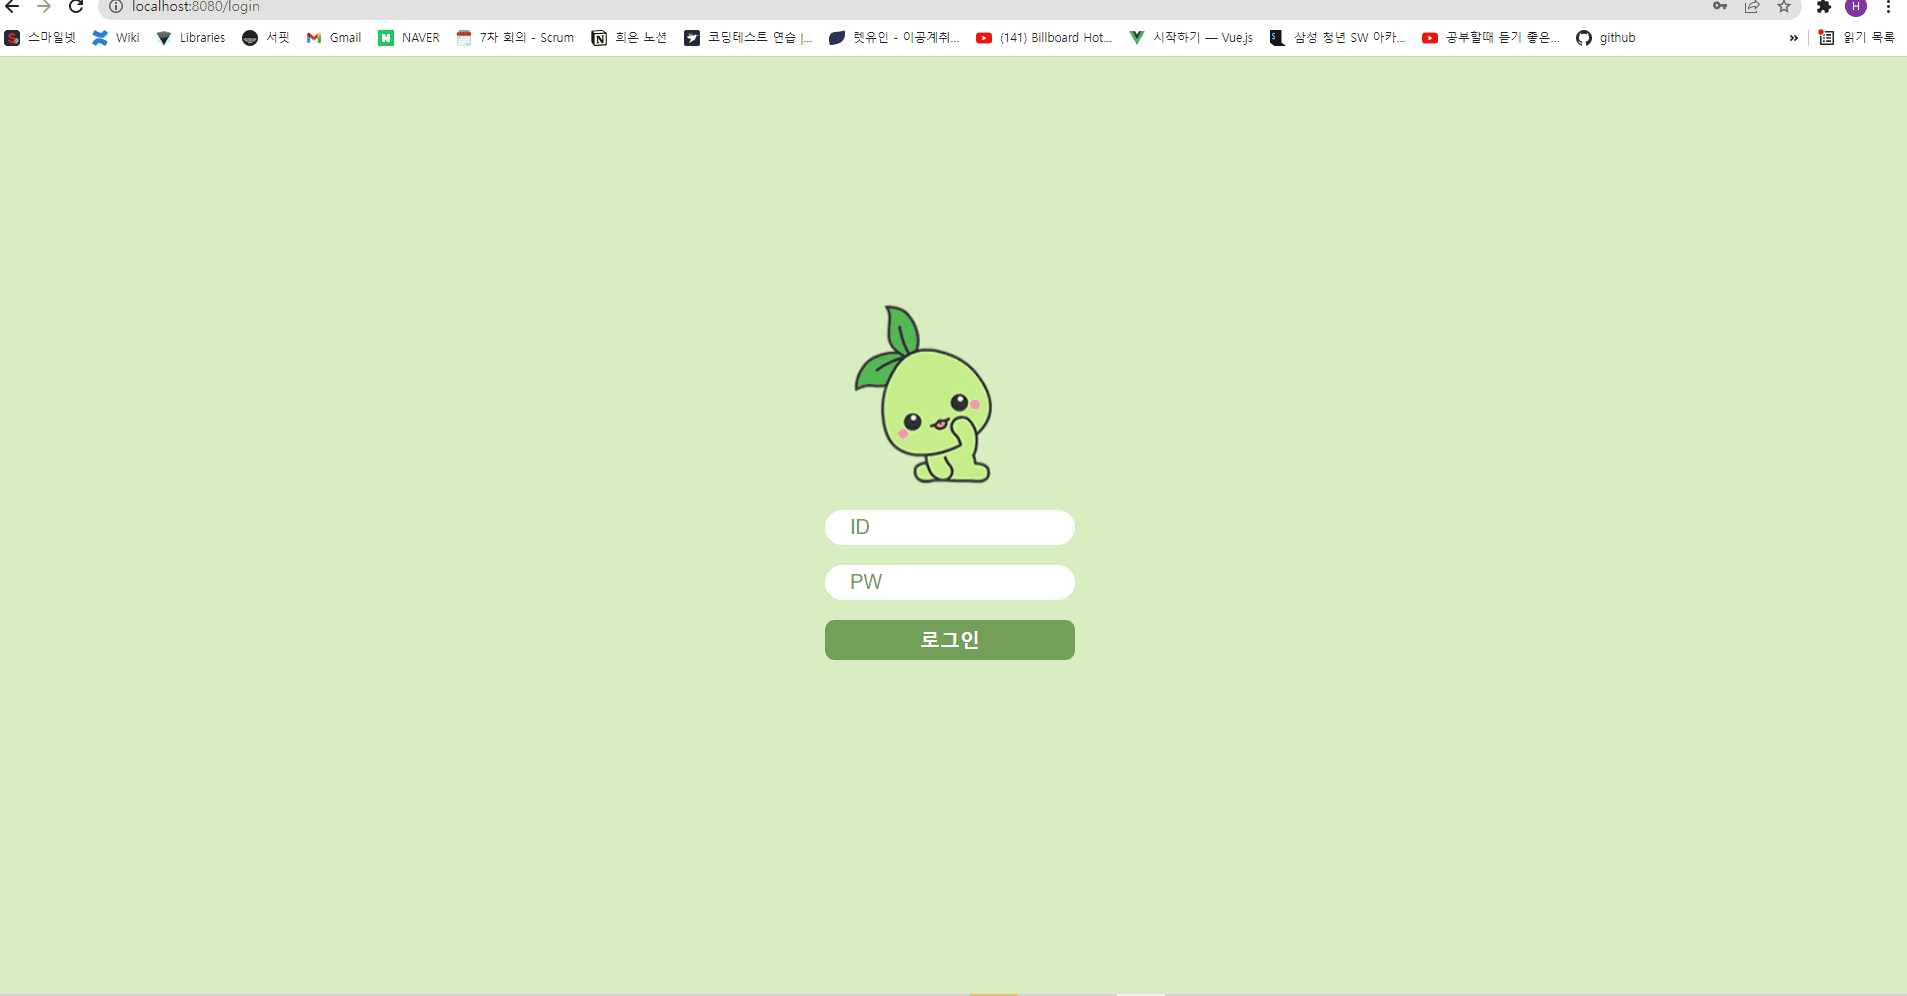 localhost:8080/login
H
스마일넷 Wiki Libraries 서핏 Gmail NAVER 7차 회의 - Scrum 희은 노션 코딩테스트 연습 |... 렛유인 - 이공계취... (141) Billboard Hot... 시작하기 — Vue.js 삼성 청년 SW 아카... 공부할때 듣기 좋은... github » 읽기 목록
ID
PW
로그인